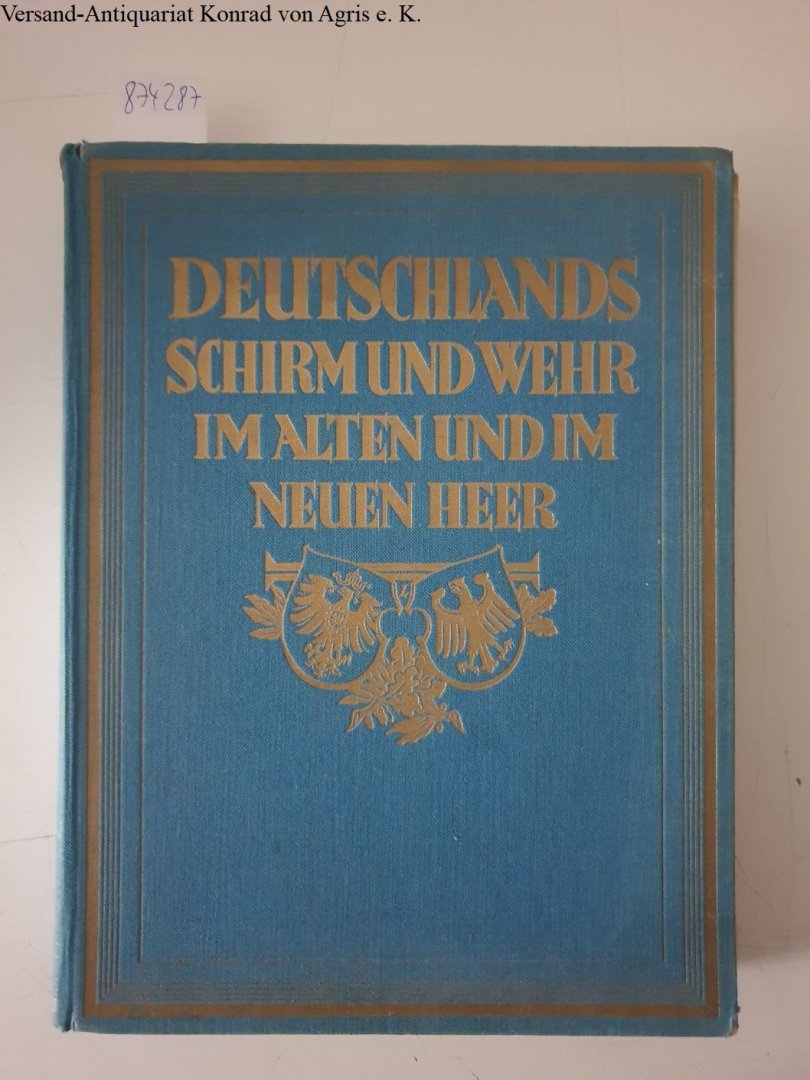 Versand-Antiquariat Konrad von Agris e. K.
874287
DEUTSCHLANDS
SCHIRM UND WEHR
IM ALTEN UND IM
NEUEN HEER